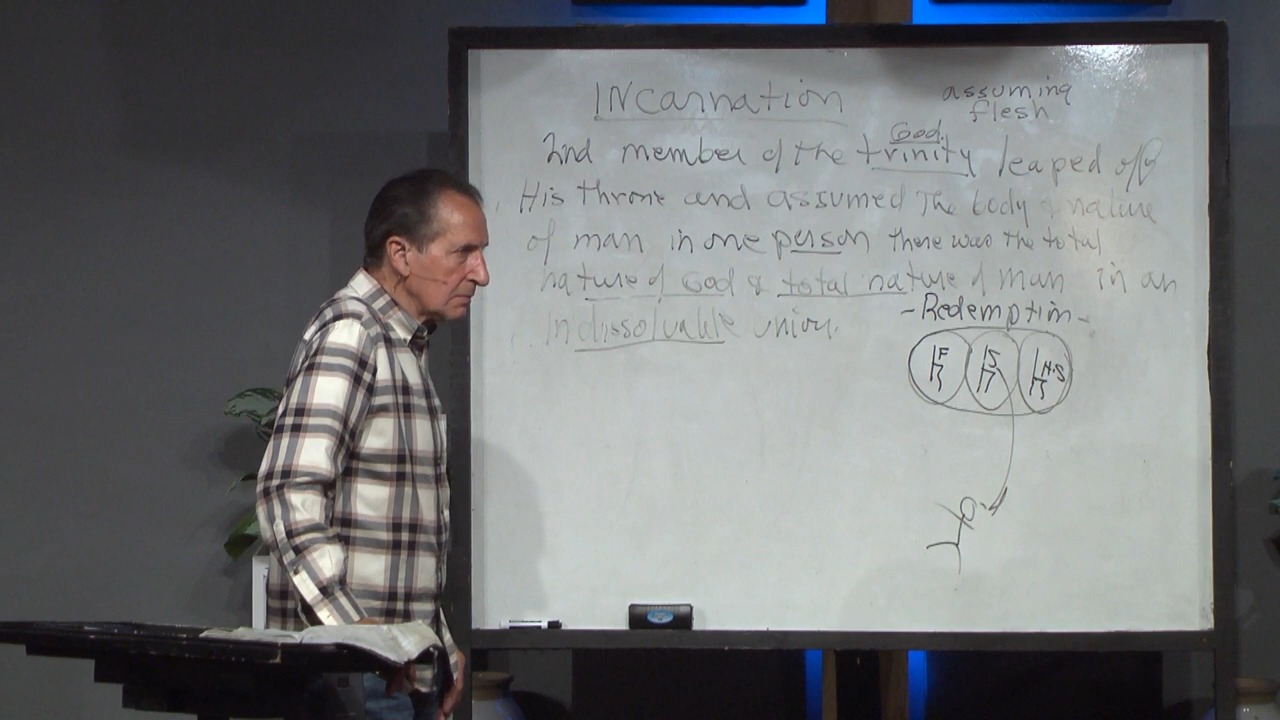 INcarnation
assuming
flesh
God.
2nd member of the trinity leaped off
His throne and assumed The body & nature
of man in one person there was the total
nature of God & total nature of man in an
indissoluable union.
-Redemption-
F S H.S